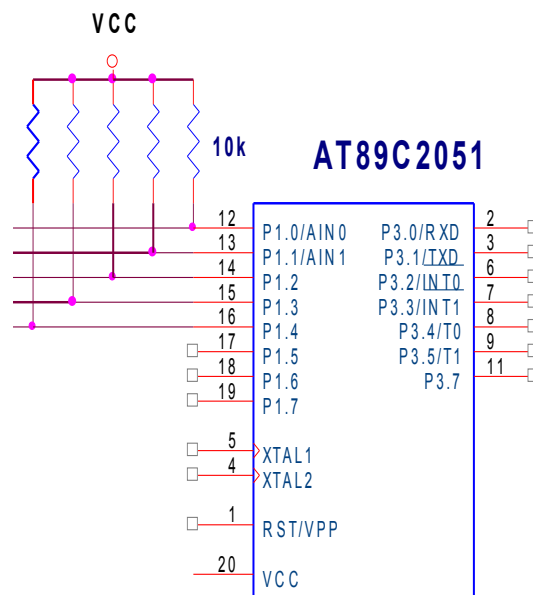 VCC
10k
AT89C2051
12 P1.0/AIN0 P3.0/RXD 2
13 P1.1/AIN1 P3.1/TXD 3
14 P1.2 P3.2/INT0 6
15 P1.3 P3.3/INT1 7
16 P1.4 P3.4/T0 8
17 P1.5 P3.5/T1 9
18 P1.6 P3.7 11
19 P1.7
5 XTAL1
4 XTAL2
1 RST/VPP
20 VCC